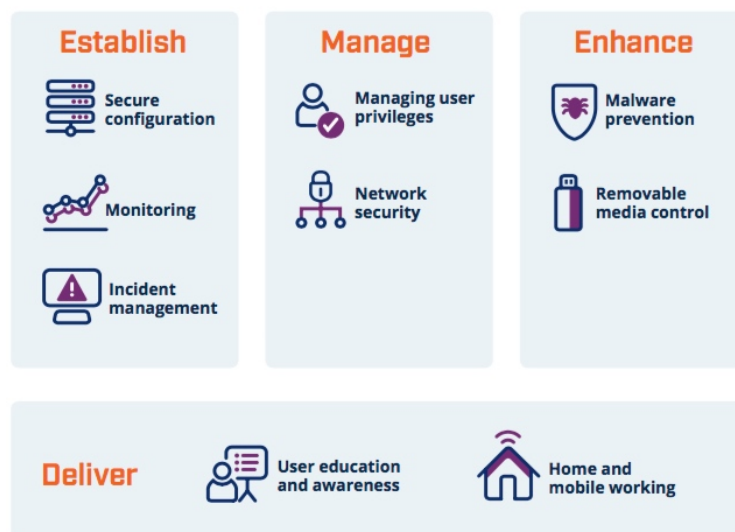 Establish
Secure
configuration
Monitoring
Incident
management
Manage
Managing user
privileges
Network
security
Enhance
Malware
prevention
Removable
media control
Deliver
User education
and awareness
Home and
mobile working